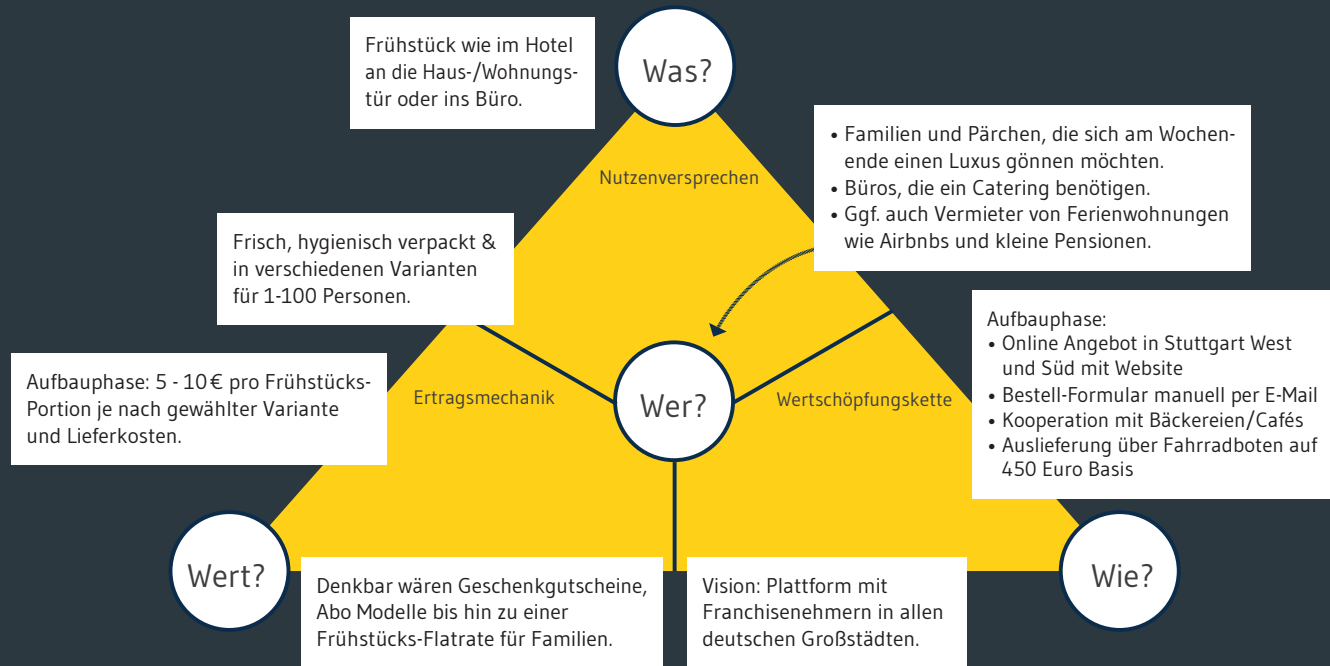 Frühstück wie im Hotel
an die Haus-/Wohnungs-
tür oder ins Büro.
Was?
• Familien und Pärchen, die sich am Wochen-
ende einen Luxus gönnen möchten.
• Büros, die ein Catering benötigen.
• Ggf. auch Vermieter von Ferienwohnungen
wie Airbnbs und kleine Pensionen.
Nutzenversprechen
Frisch, hygienisch verpackt &
in verschiedenen Varianten
für 1-100 Personen.
Aufbauphase:
• Online Angebot in Stuttgart West
und Süd mit Website
• Bestell-Formular manuell per E-Mail
• Kooperation mit Bäckereien/Cafés
• Auslieferung über Fahrradboten auf
450 Euro Basis
Aufbauphase: 5 - 10 € pro Frühstücks-
Portion je nach gewählter Variante
und Lieferkosten.
Ertragsmechanik
Wer?
Wertschöpfungskette
Wert?
Denkbar wären Geschenkgutscheine,
Abo Modelle bis hin zu einer
Frühstücks-Flatrate für Familien.
Vision: Plattform mit
Franchisenehmern in allen
deutschen Großstädten.
Wie?